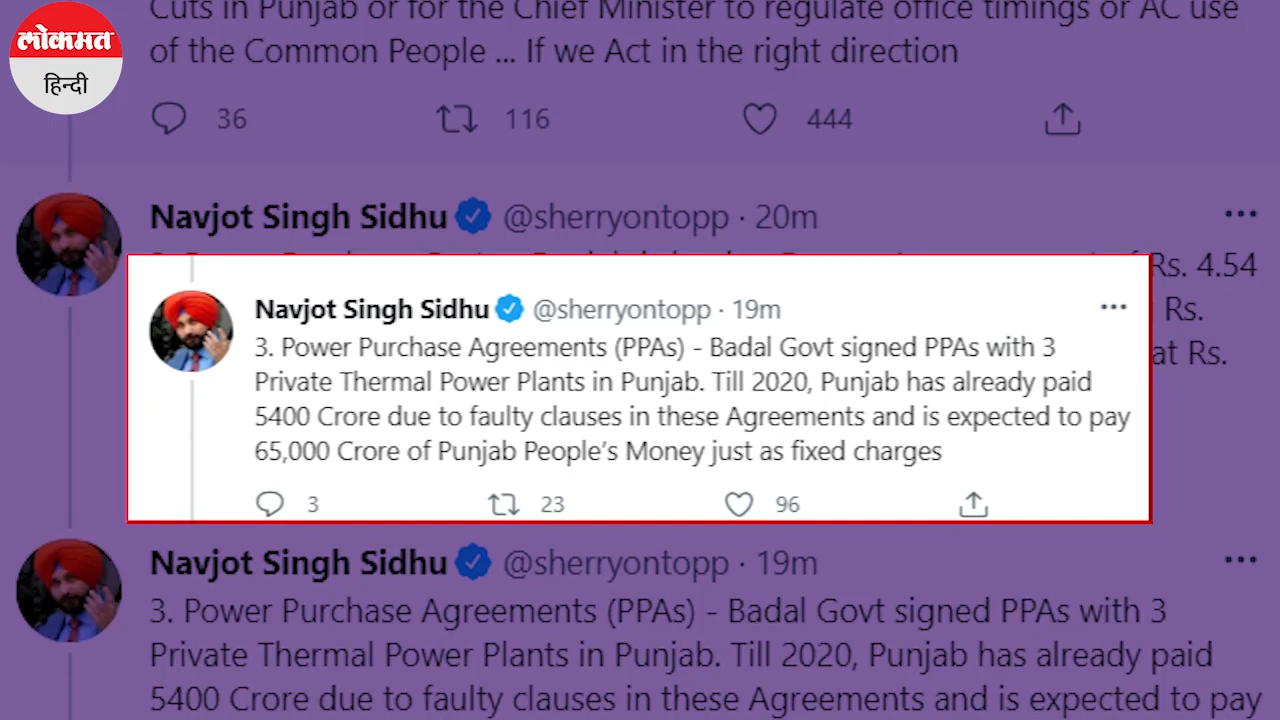 लोकमत
हिन्दी
Cuts in Punjab or for the Chief Minister to regulate office timings or AC use
of the Common People ... If we Act in the right direction
36 116 444
Navjot Singh Sidhu @sherryontopp · 20m
Rs. 4.54
Rs.
at Rs.
Navjot Singh Sidhu @sherryontopp · 19m
3. Power Purchase Agreements (PPAs) - Badal Govt signed PPAs with 3
Private Thermal Power Plants in Punjab. Till 2020, Punjab has already paid
5400 Crore due to faulty clauses in these Agreements and is expected to pay
65,000 Crore of Punjab People’s Money just as fixed charges
3 23 96
Navjot Singh Sidhu @sherryontopp · 19m
3. Power Purchase Agreements (PPAs) - Badal Govt signed PPAs with 3
Private Thermal Power Plants in Punjab. Till 2020, Punjab has already paid
5400 Crore due to faulty clauses in these Agreements and is expected to pay